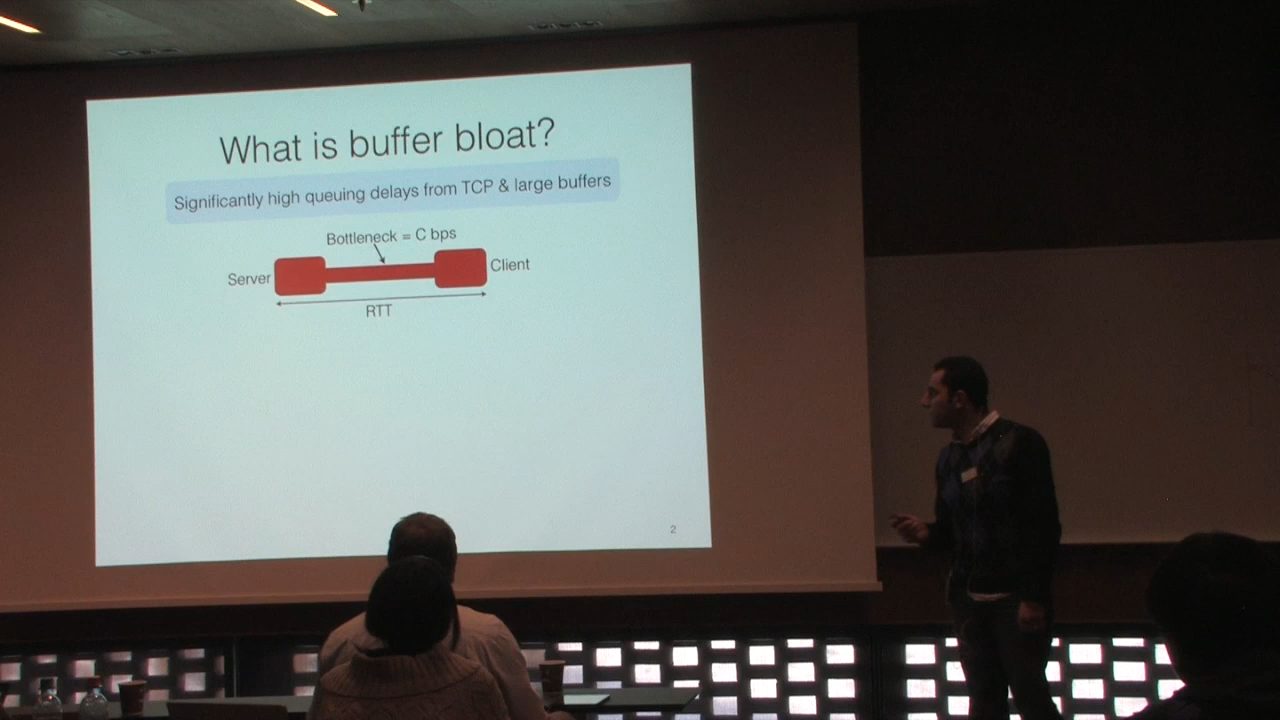 What is buffer bloat?
Significantly high queuing delays from TCP & large buffers
Bottleneck = C bps
Server
Client
RTT
2